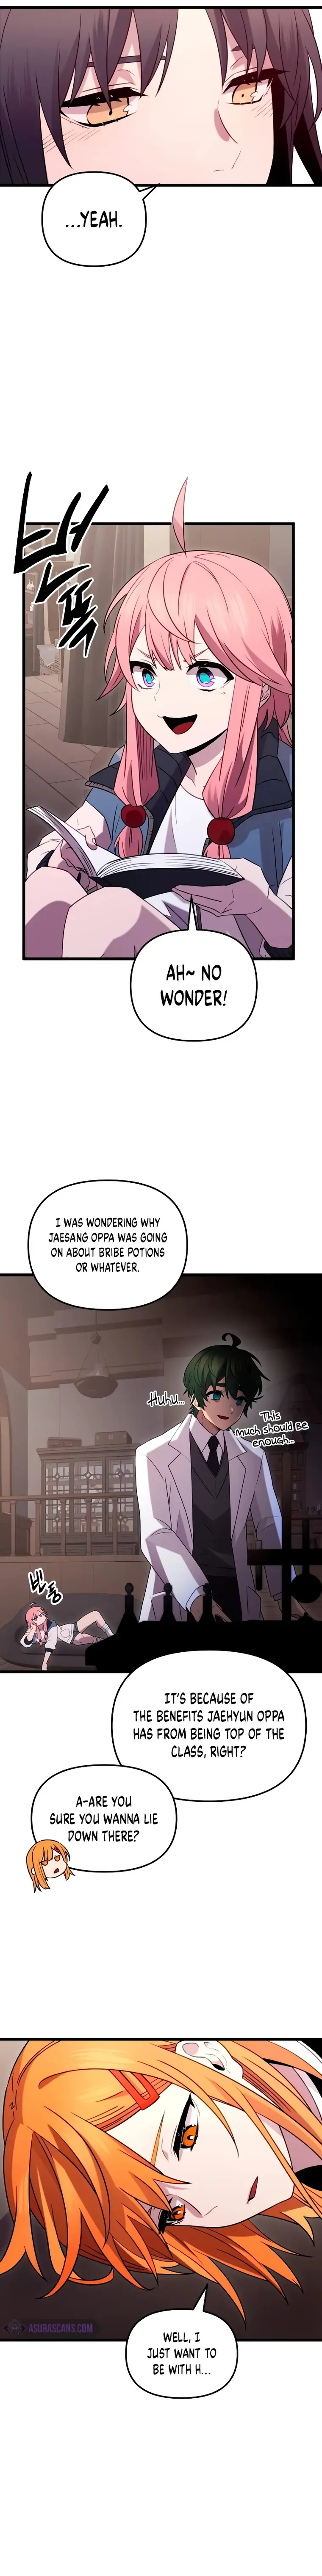 ...YEAH.
AH~ NO
WONDER!
I WAS WONDERING WHY
JAESANG OPPA WAS GOING
ON ABOUT BRIBE POTIONS
OR WHATEVER.
Huhu...
This
much should be
enough...
IT'S BECAUSE OF
THE BENEFITS JAEHYUN OPPA
HAS FROM BEING TOP OF THE
CLASS, RIGHT?
A-ARE YOU
SURE YOU WANNA LIE
DOWN THERE?
ASURASCANS.COM
WELL, I
JUST WANT TO
BE WITH H...